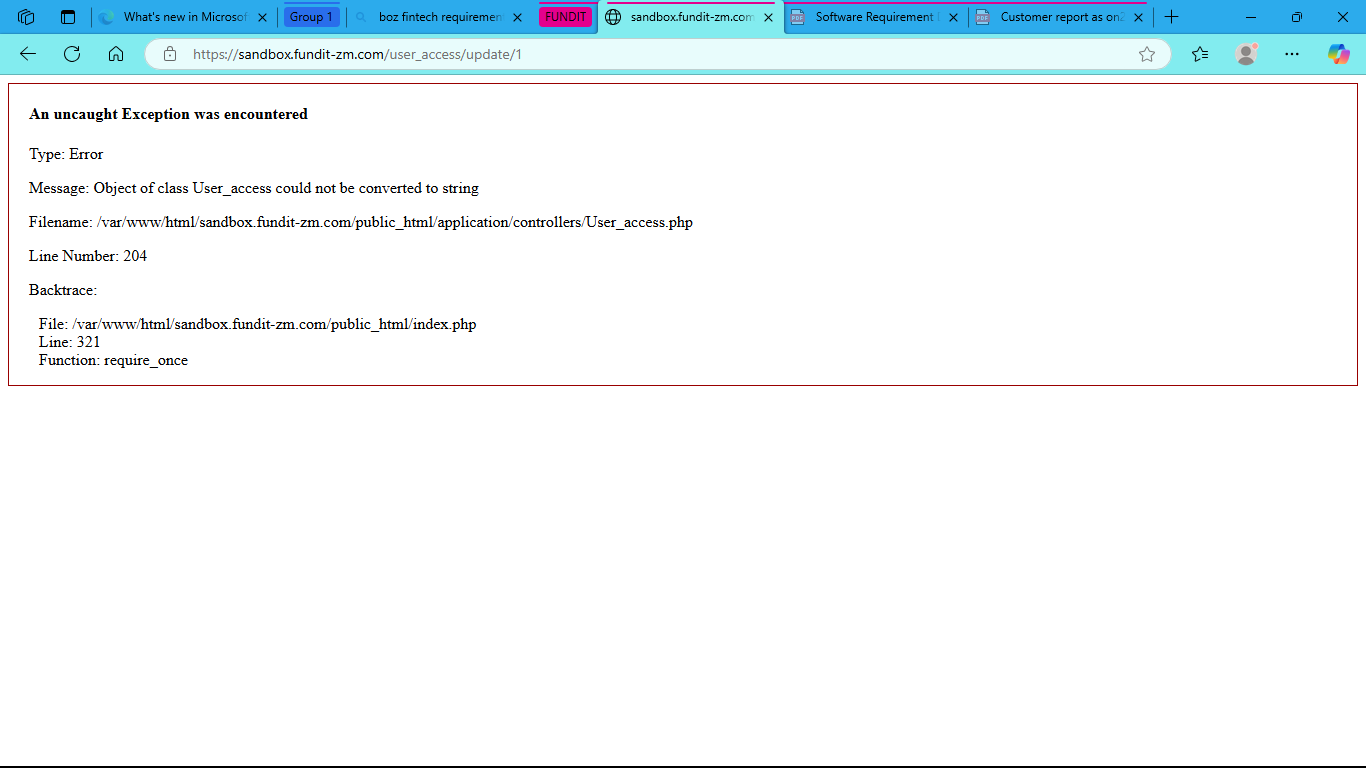 What's new in Microsof
Group 1
boz fintech requiremen
FUNDIT
sandbox.fundit-zm.com
Software Requirement
Customer report as on
https://sandbox.fundit-zm.com/user_access/update/1
An uncaught Exception was encountered
Type: Error
Message: Object of class User_access could not be converted to string
Filename: /var/www/html/sandbox.fundit-zm.com/public_html/application/controllers/User_access.php
Line Number: 204
Backtrace:
File: /var/www/html/sandbox.fundit-zm.com/public_html/index.php
Line: 321
Function: require_once